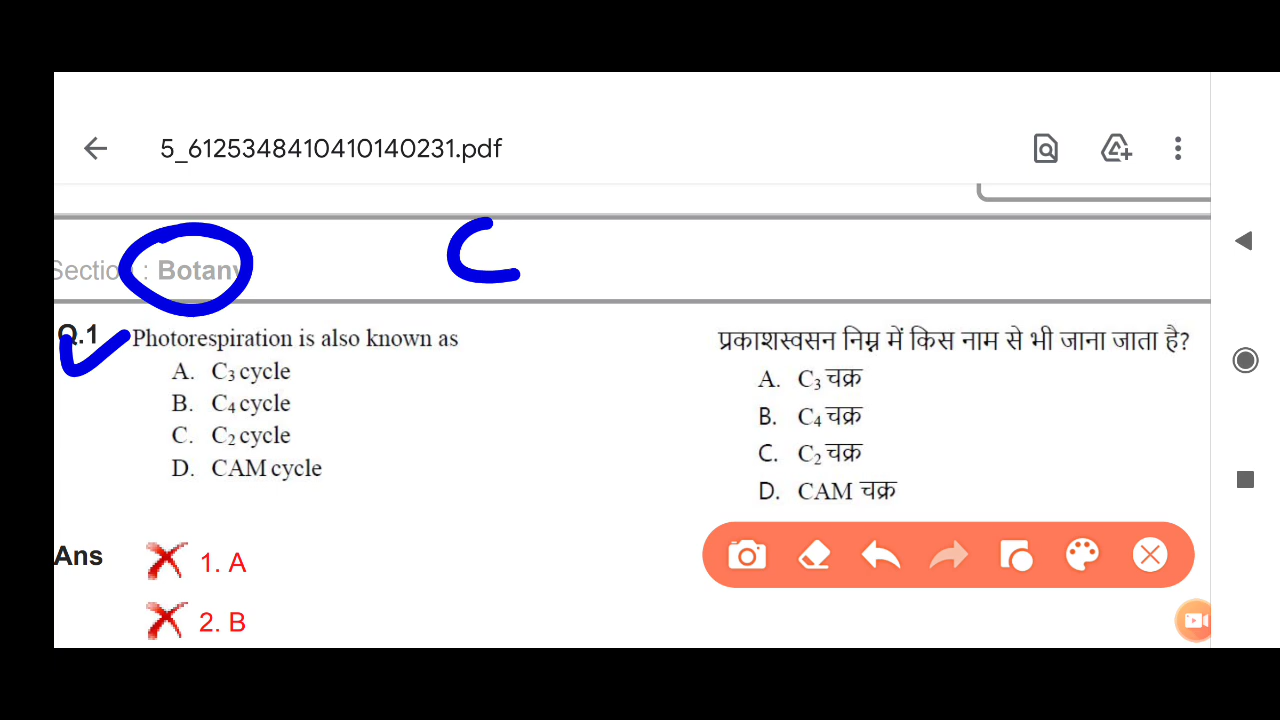 5_6125348410410140231.pdf
Section : Botany
C
Q.1 Photorespiration is also known as
A. C₃ cycle
B. C₄ cycle
C. C₂ cycle
D. CAM cycle
प्रकाशस्वसन निम्न में किस नाम से भी जाना जाता है?
A. C₃ चक्र
B. C₄ चक्र
C. C₂ चक्र
D. CAM चक्र
Ans 1. A
2. B